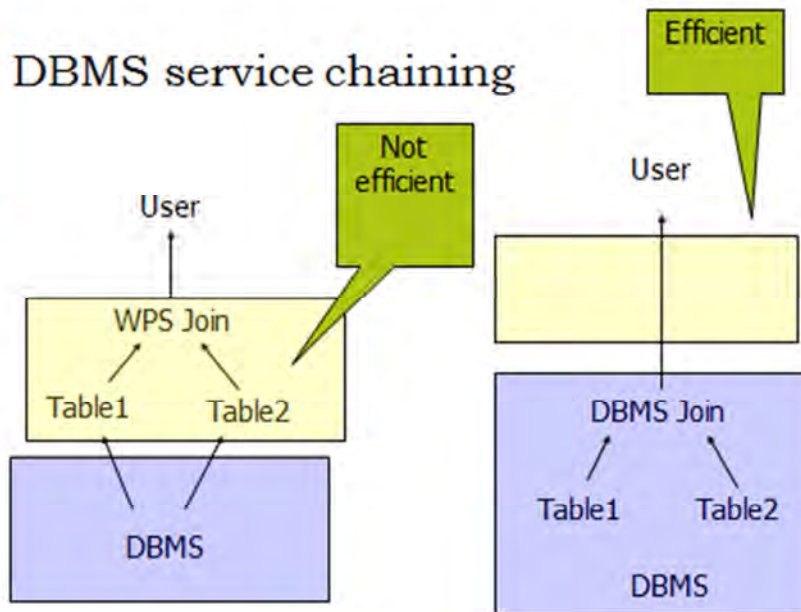 DBMS service chaining
Not
efficient
User
WPS Join
Table1
Table2
DBMS
Efficient
User
DBMS Join
Table1
Table2
DBMS